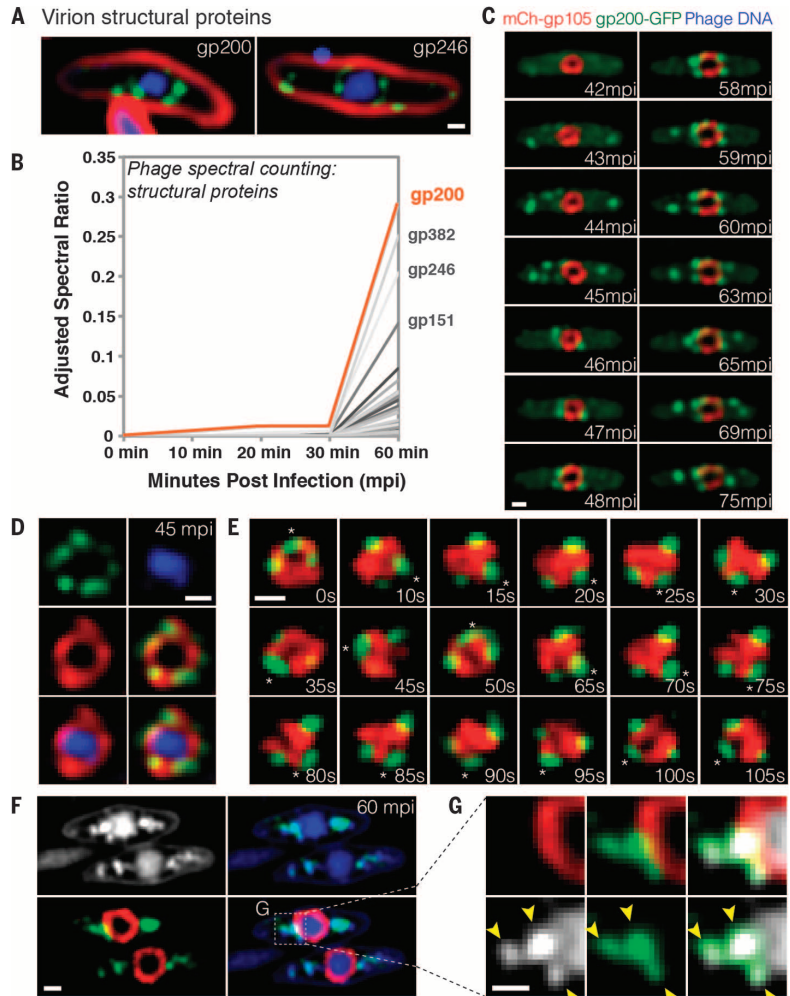 A Virion structural proteins
gp200
gp246
B
Phage spectral counting:
structural proteins
Adjusted Spectral Ratio
0.35
0.3
0.25
0.2
0.15
0.1
0.05
0
gp200
gp382
gp246
gp151
0 min 10 min 20 min 30 min 60 min
Minutes Post Infection (mpi)
C mCh-gp105 gp200-GFP Phage DNA
42mpi 58mpi
43mpi 59mpi
44mpi 60mpi
45mpi 63mpi
46mpi 65mpi
47mpi 69mpi
48mpi 75mpi
D
45 mpi
E
* * * * * *
0s 10s 15s 20s 25s 30s
* * * * * *
35s 45s 50s 65s 70s 75s
* * * * * *
80s 85s 90s 95s 100s 105s
F
60 mpi
G
G